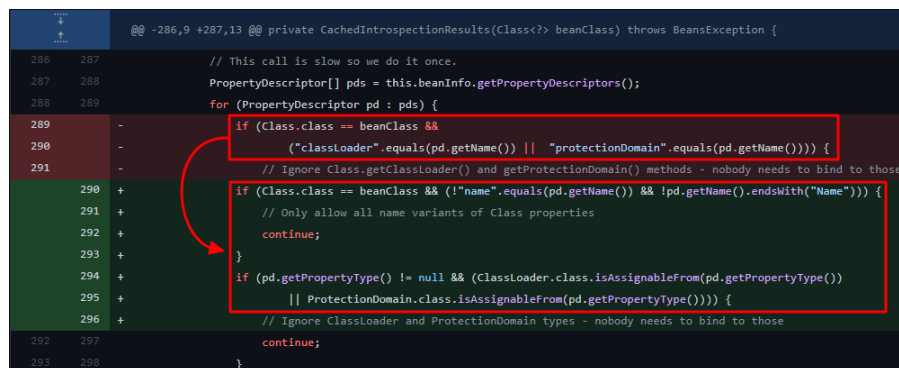 @@ -286,9 +287,13 @@ private CachedIntrospectionResults(Class<?> beanClass) throws BeansException {
286 287 // This call is slow so we do it once.
287 288 PropertyDescriptor[] pds = this.beanInfo.getPropertyDescriptors();
288 289 for (PropertyDescriptor pd : pds) {
289 - if (Class.class == beanClass &&
290 - ("classLoader".equals(pd.getName()) || "protectionDomain".equals(pd.getName()))) {
291 - // Ignore Class.getClassLoader() and getProtectionDomain() methods - nobody needs to bind to those
290 + if (Class.class == beanClass && (!"name".equals(pd.getName()) && !pd.getName().endsWith("Name"))) {
291 + // Only allow all name variants of Class properties
292 + continue;
293 + }
294 + if (pd.getPropertyType() != null && (ClassLoader.class.isAssignableFrom(pd.getPropertyType())
295 + || ProtectionDomain.class.isAssignableFrom(pd.getPropertyType()))) {
296 + // Ignore ClassLoader and ProtectionDomain types - nobody needs to bind to those
292 297 continue;
293 298 }